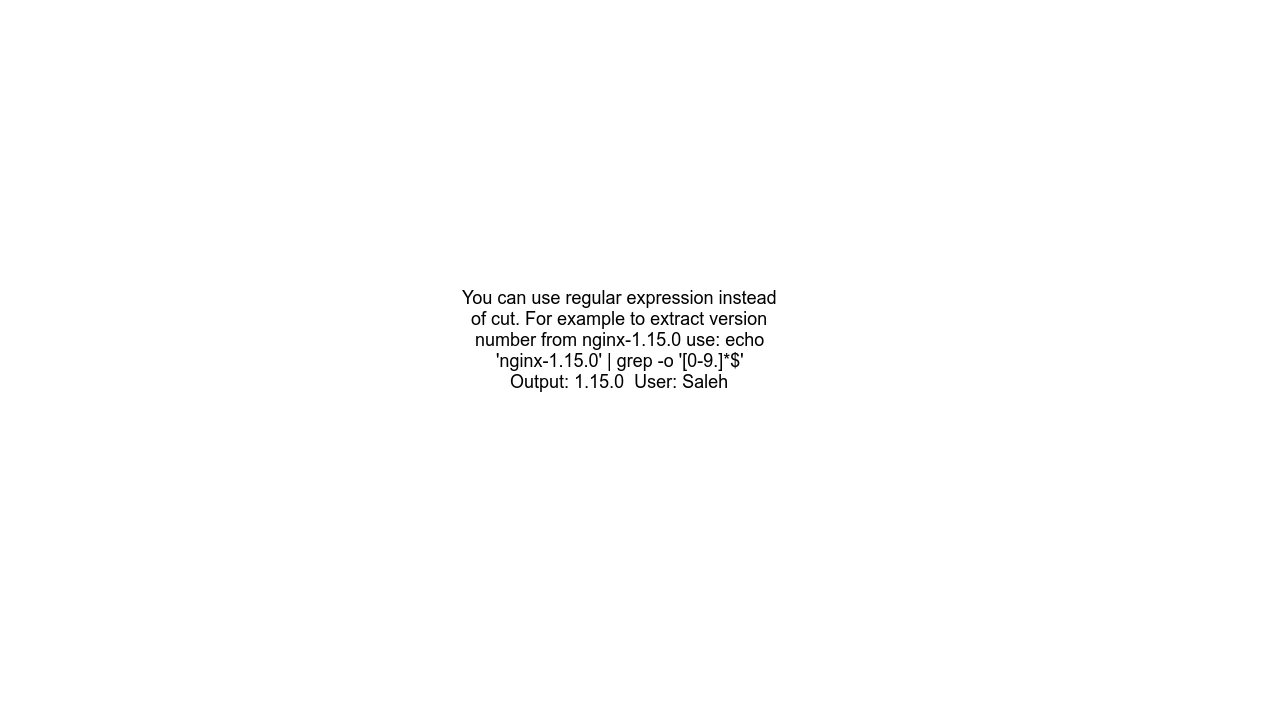 You can use regular expression instead
of cut. For example to extract version
number from nginx-1.15.0 use: echo
'nginx-1.15.0' | grep -o '[0-9.]*$'
Output: 1.15.0  User: Saleh